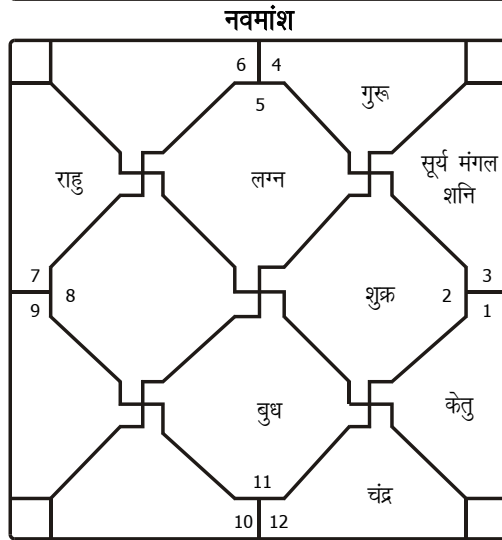 नवमांश
6 4
5
गुरू
सूर्य मंगल
शनि
राहु
लग्न
7
8
9
शुक्र
2
3
1
बुध
केतु
चंद्र
11
10 12